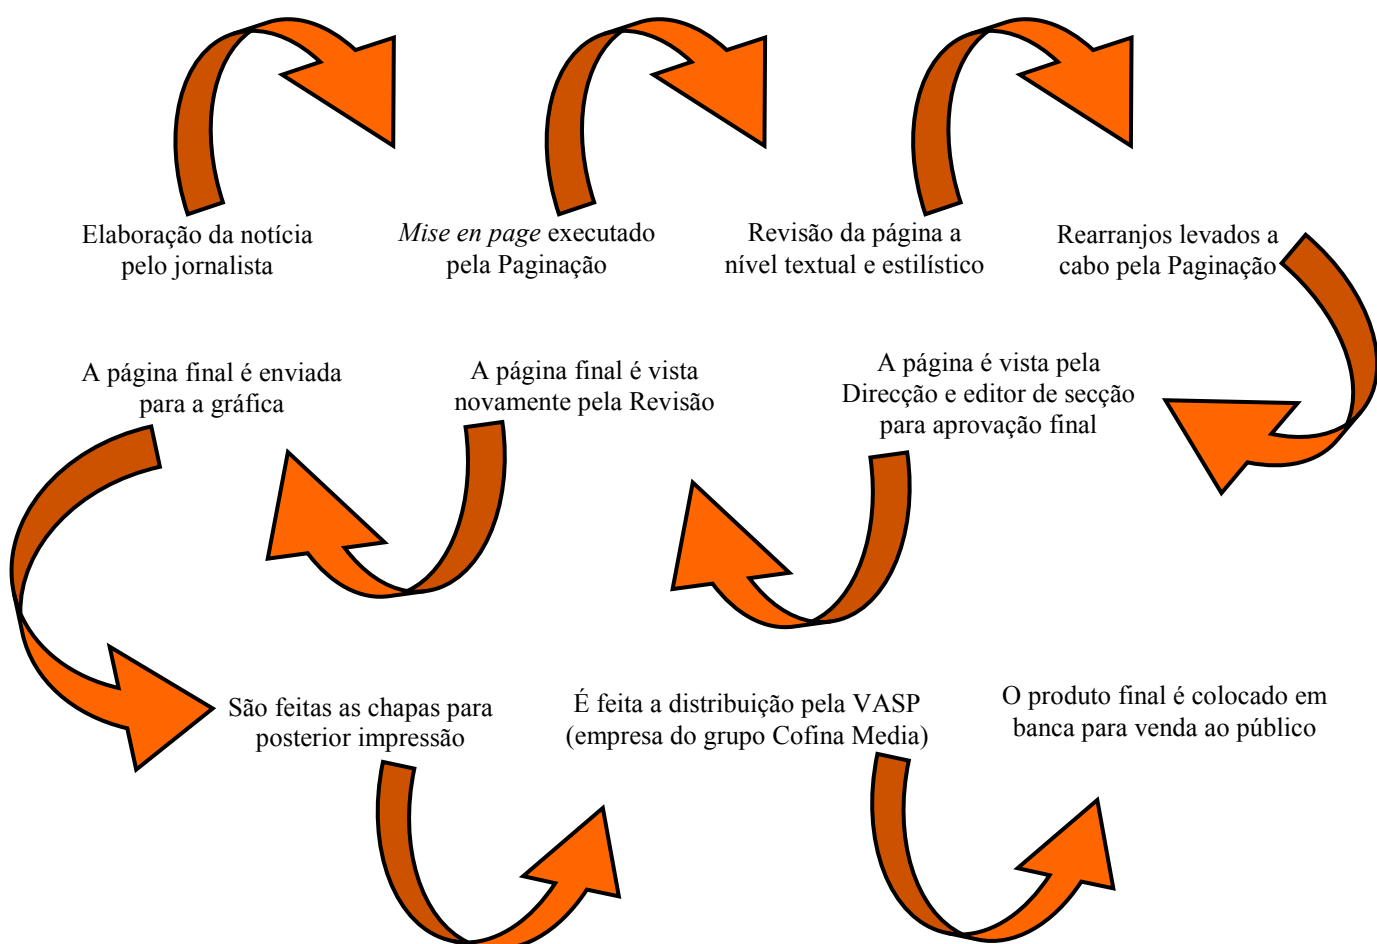 Elaboração da notícia
pelo jornalista
Mise en page executado
pela Paginação
Revisão da página a
nível textual e estilístico
Rearranjos levados a
cabo pela Paginação
A página é vista pela
Direcção e editor de secção
para aprovação final
A página final é vista
novamente pela Revisão
A página final é enviada
para a gráfica
São feitas as chapas para
posterior impressão
É feita a distribuição pela VASP
(empresa do grupo Cofina Media)
O produto final é colocado em
banca para venda ao público